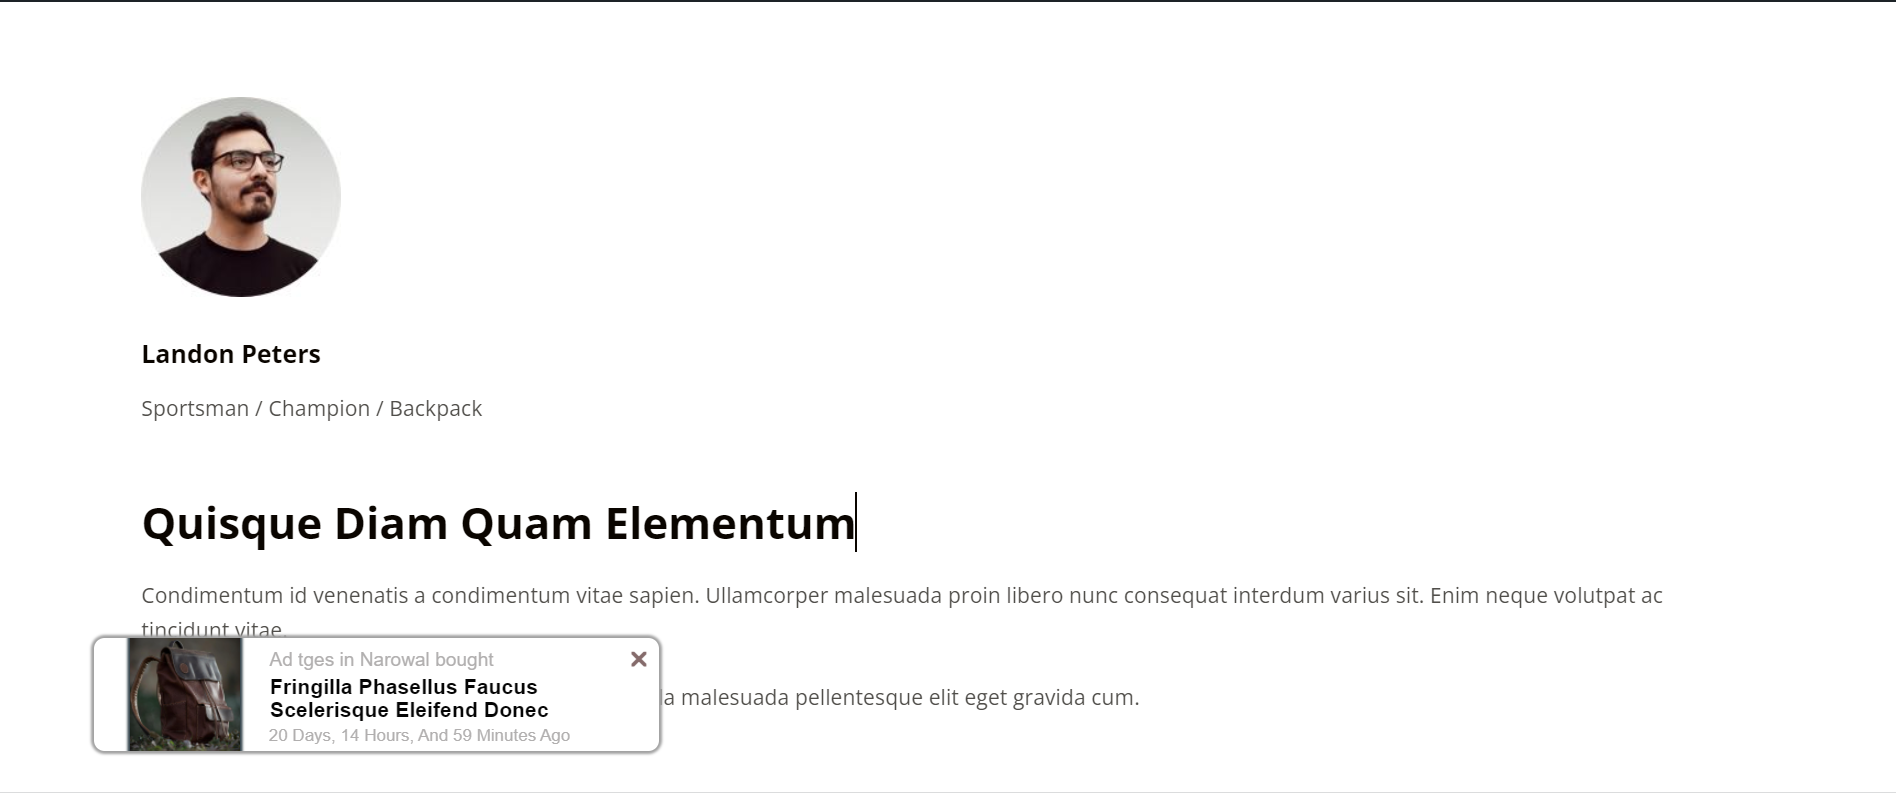 Landon Peters
Sportsman / Champion / Backpack
Quisque Diam Quam Elementum
Condimentum id venenatis a condimentum vitae sapien. Ullamcorper malesuada proin libero nunc consequat interdum varius sit. Enim neque volutpat ac
tincidunt vitae.
Ad tges in Narowal bought
Fringilla Phasellus Faucus
Scelerisque Eleifend Donec
malesuada pellentesque elit eget gravida cum.
20 Days, 14 Hours, And 59 Minutes Ago